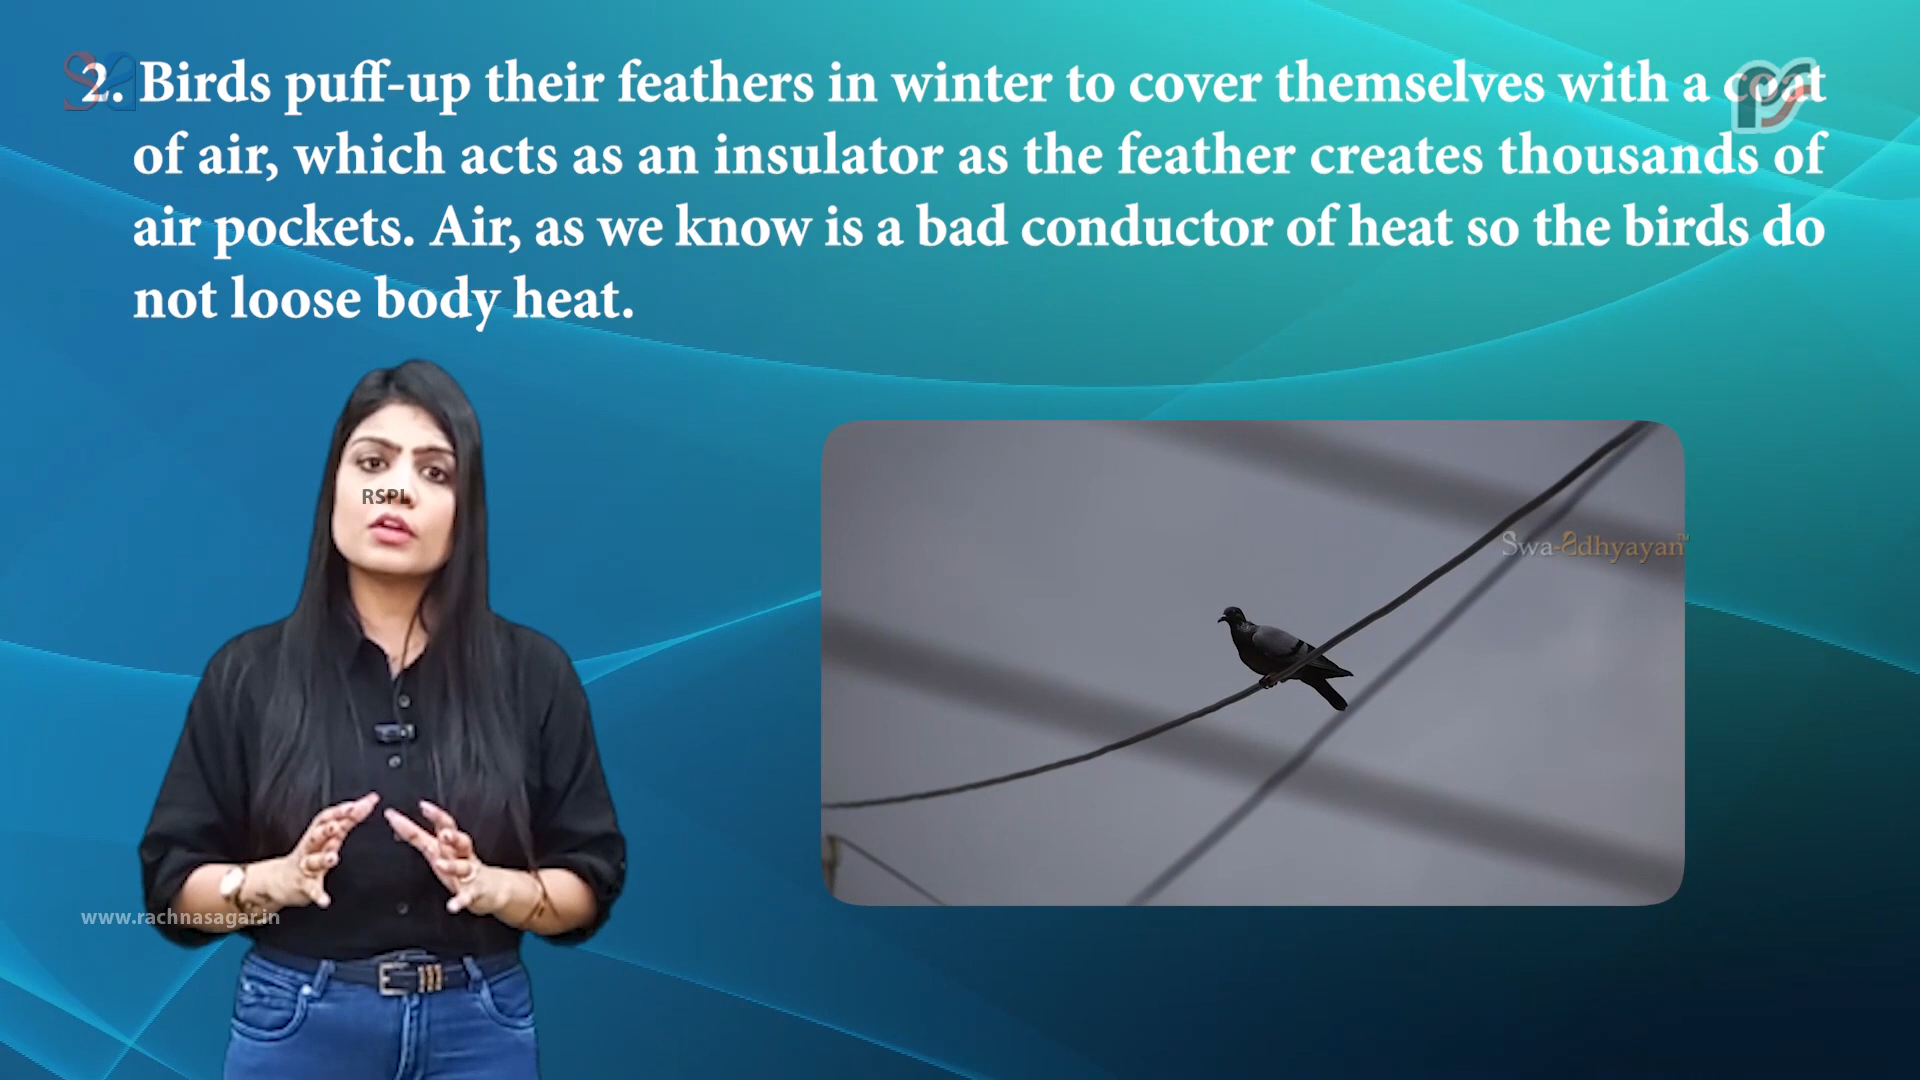 2. Birds puff-up their feathers in winter to cover themselves with a coat
of air, which acts as an insulator as the feather creates thousands of
air pockets. Air, as we know is a bad conductor of heat so the birds do
not loose body heat.
RSPL
Swa-adhyayan
www.rachnasagar.in